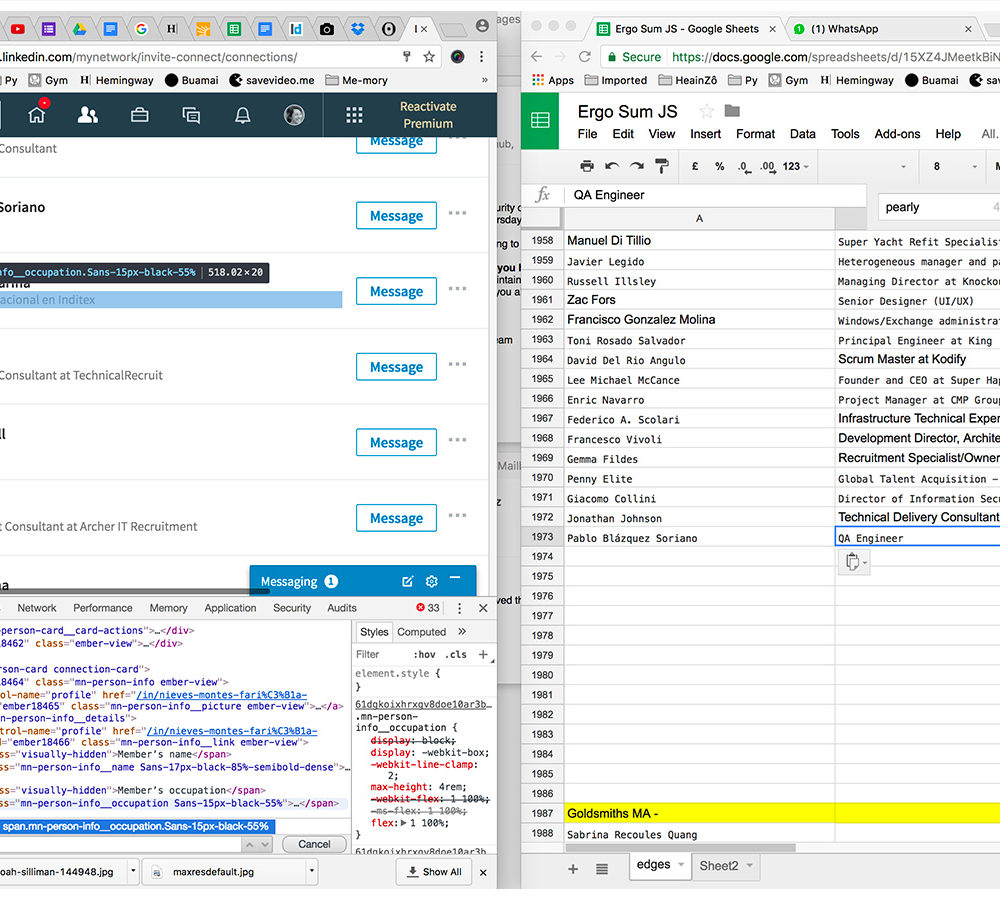 .linkedin.com/mynetwork/invite-connect/connections/
Py Gym Hemingway Buamai savevideo.me Me-mory »
Reactivate
Premium
Consultant
Message
Soriano
Message
nfo__occupation.Sans-15px-black-55% 518.02×20
acional en Inditex
Message
Consultant at TechnicalRecruit
Message
ll
Message
t Consultant at Archer IT Recruitment
Message
na
Messaging 1
Network Performance Memory Application Security Audits 33
person-card__card-actions">…</div>
18462" class="ember-view">…</div>
rson-card connection-card">
18464" class="mn-person-info ember-view">
rol-name="profile" href="/in/nieves-montes-fari%C3%B1a-
"ember18465" class="mn-person-info__picture ember-view">…</a>
mn-person-info__details">
trol-name="profile" href="/in/nieves-montes-fari%C3%B1a-
d="ember18466" class="mn-person-info__link ember-view">
ss="visually-hidden">Member's name</span>
ss="mn-person-info__name Sans-17px-black-85%-semibold-dense">…
ss="visually-hidden">Member's occupation</span>
ss="mn-person-info__occupation Sans-15px-black-55%">…</span>
span.mn-person-info__occupation.Sans-15px-black-55%
Cancel
Styles Computed »
Filter :hov .cls +
element.style {
}
.mn-person-
info__occupation {
display: block;
display: -webkit-box;
-webkit-line-clamp:
2;
max-height: 4rem;
-webkit-flex: 1 100%;
-ms-flex: 1 100%;
flex: 1 100%;
}
oah-silliman-144948.jpg maxresdefault.jpg Show All
Ergo Sum JS - Google Sheets (1) WhatsApp
Secure https://docs.google.com/spreadsheets/d/15XZ4JMeetkBiN
Apps Imported HeainZô Py Gym Hemingway Buamai savi
Ergo Sum JS
File Edit View Insert Format Data Tools Add-ons Help All
£ % .0 .00 123 8
fx QA Engineer
pearly
A
1958 Manuel Di Tillio Super Yacht Refit Specialist
1959 Javier Legido Heterogeneous manager and pa
1960 Russell Illsley Managing Director at Knockou
1961 Zac Fors Senior Designer (UI/UX)
1962 Francisco Gonzalez Molina Windows/Exchange administra
1963 Toni Rosado Salvador Principal Engineer at King
1964 David Del Rio Angulo Scrum Master at Kodify
1965 Lee Michael McCance Founder and CEO at Super Hap
1966 Enric Navarro Project Manager at CMP Group
1967 Federico A. Scolari Infrastructure Technical Exper
1968 Francesco Vivoli Development Director, Archite
1969 Gemma Fildes Recruitment Specialist/Owner
1970 Penny Elite Global Talent Acquisition –
1971 Giacomo Collini Director of Information Secu
1972 Jonathan Johnson Technical Delivery Consultant
1973 Pablo Blázquez Soriano QA Engineer
1974
1975
1976
1977
1978
1979
1980
1981
1982
1983
1984
1985
1986
1987 Goldsmiths MA -
1988 Sabrina Recoules Quang
edges Sheet2